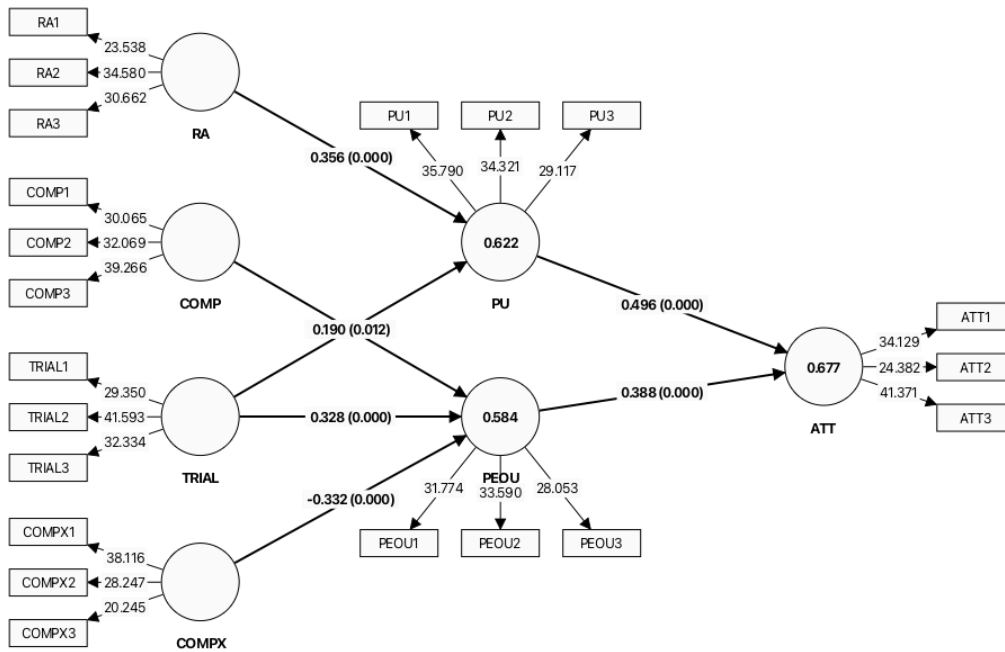 RA1
23.538
RA2
34.580
RA3
30.662
RA
PU1
PU2
PU3
35.790
34.321
29.117
0.356 (0.000)
COMP1
30.065
COMP2
32.069
COMP3
39.266
COMP
0.622
PU
0.190 (0.012)
0.496 (0.000)
TRIAL1
29.350
TRIAL2
41.593
TRIAL3
32.334
TRIAL
0.328 (0.000)
0.584
PEOU
0.388 (0.000)
0.677
ATT
ATT1
34.129
ATT2
24.382
ATT3
41.371
31.774
33.590
28.053
-0.332 (0.000)
PEOU1
PEOU2
PEOU3
COMPX1
38.116
COMPX2
28.247
COMPX3
20.245
COMPX